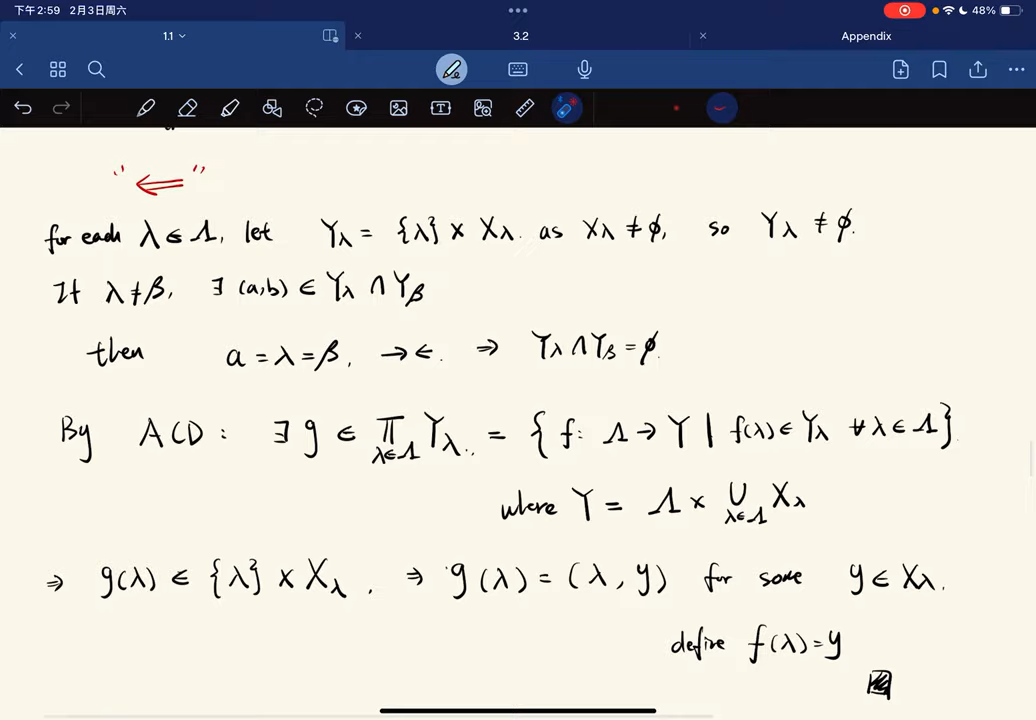 下午2:59 2月3日周六
48%
1.1
3.2
Appendix
"⇐"
for each λ ∈ Λ, let Yλ = {λ} × Xλ. as Xλ ≠ ϕ, so Yλ ≠ ϕ.
If λ ≠ β, ∃ (a,b) ∈ Yλ ∩ Yβ
then a = λ = β, →←. ⇒ Yλ ∩ Yβ = ϕ.
By ACD: ∃ g ∈ ∏_{λ∈Λ} Yλ. = { f: Λ → Y | f(λ) ∈ Yλ ∀ λ ∈ Λ }.
where Y = Λ × ∪_{λ∈Λ} Xλ
⇒ g(λ) ∈ {λ} × Xλ. ⇒ g(λ) = (λ, y) for some y ∈ Xλ.
define f(λ) = y